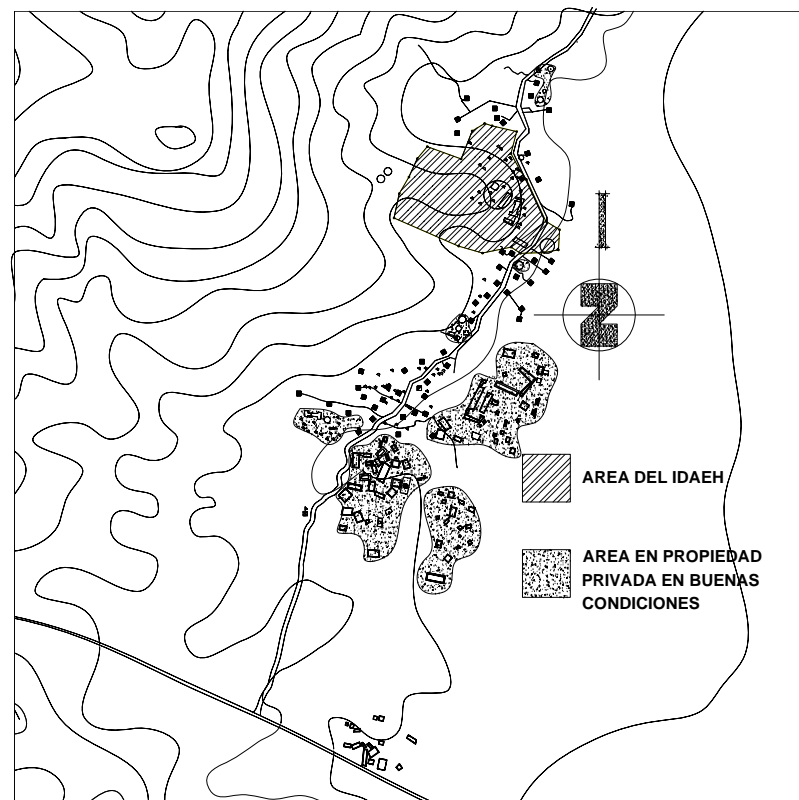 N
AREA DEL IDAEH
AREA EN PROPIEDAD
PRIVADA EN BUENAS
CONDICIONES